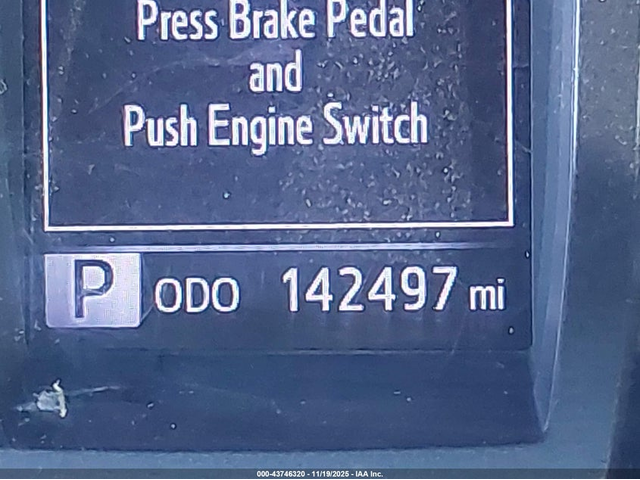 Press Brake Pedal
and
Push Engine Switch
P ODO 142497 mi
000-43746320 - 11/19/2025 - IAA Inc.